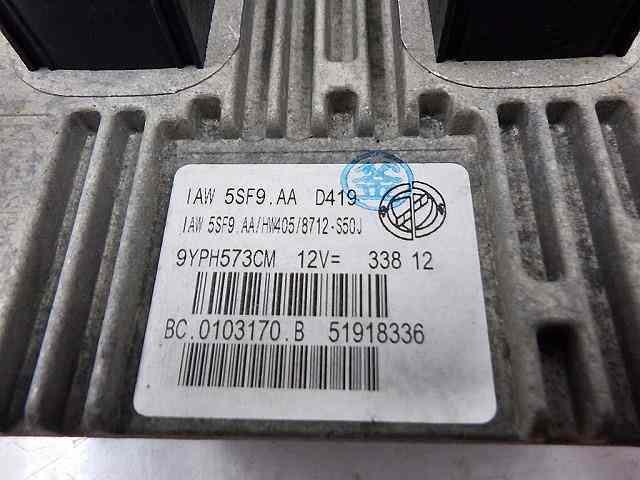 IAW 5SF9.AA D419
IAW 5SF9.AA/HW405/8712-S50J
9YPH573CM 12V= 338 12
BC.0103170.B 51918336